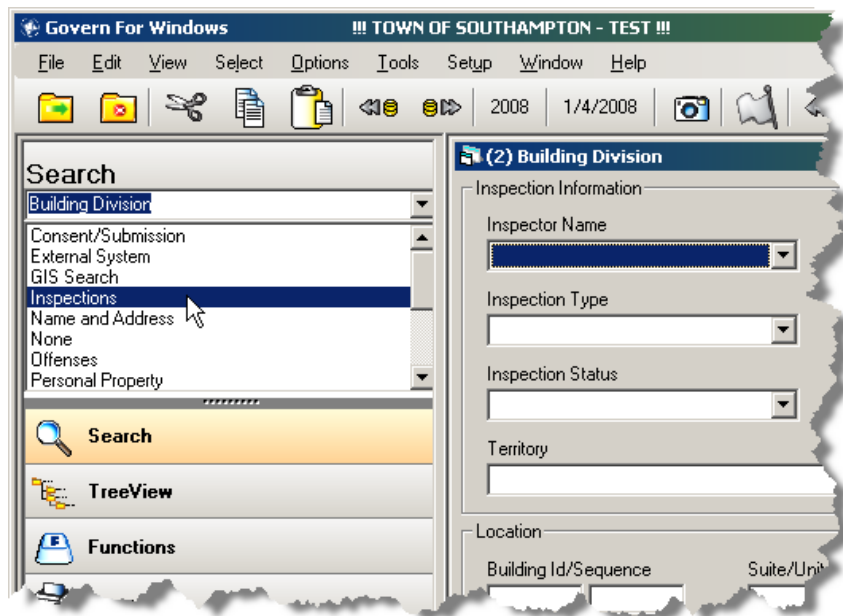 Govern For Windows !!! TOWN OF SOUTHAMPTON - TEST !!!
File Edit View Select Options Tools Setup Window Help
2008 1/4/2008
Search
Building Division
Consent/Submission
External System
GIS Search
Inspections
Name and Address
None
Offenses
Personal Property
Search
TreeView
F Functions
(2) Building Division
Inspection Information
Inspector Name
Inspection Type
Inspection Status
Territory
Location
Building Id/Sequence Suite/Unit